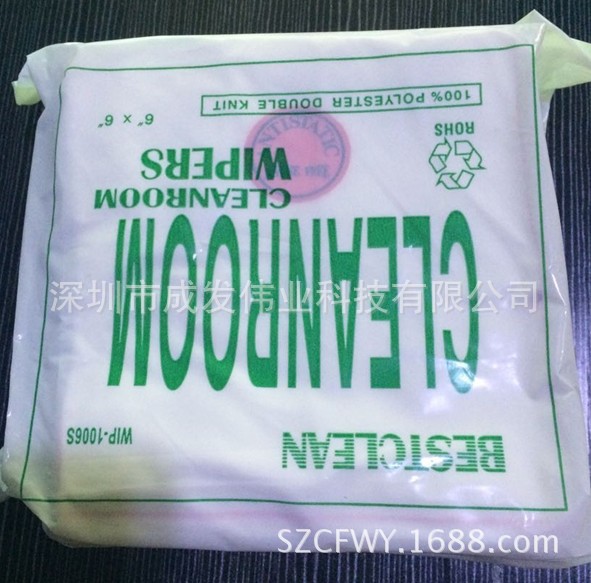 BESTCLEAN
WIP-1006S
CLEANROOM
CLEANROOM
WIPERS
ROHS
6" × 6"
100% POLYESTER DOUBLE KNIT
ANTISTATIC
深圳市成发伟业科技有限公司
SZCFWY.1688.com